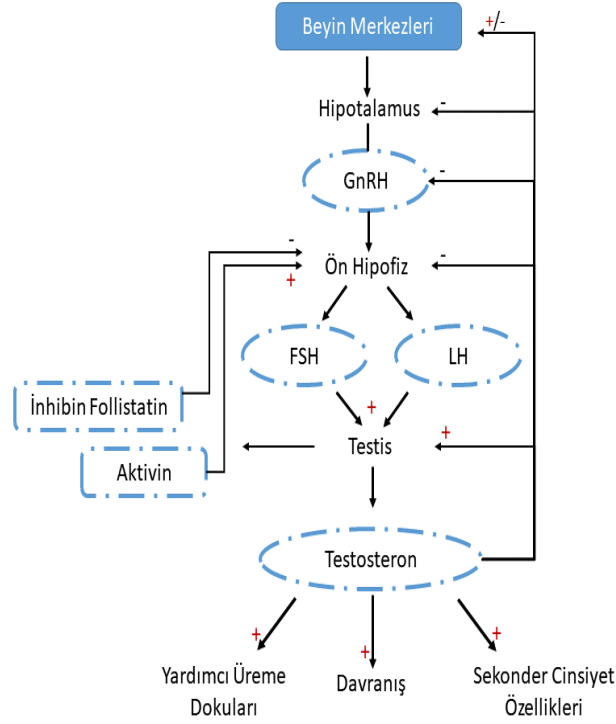 Beyin Merkezleri
+/-
Hipotalamus
-
GnRH
-
-
Ön Hipofiz
-
+
FSH
LH
İnhibin Follistatin
+
Testis
+
Aktivin
Testosteron
+
+
+
Yardımcı Üreme
Dokuları
Davranış
Sekonder Cinsiyet
Özellikleri